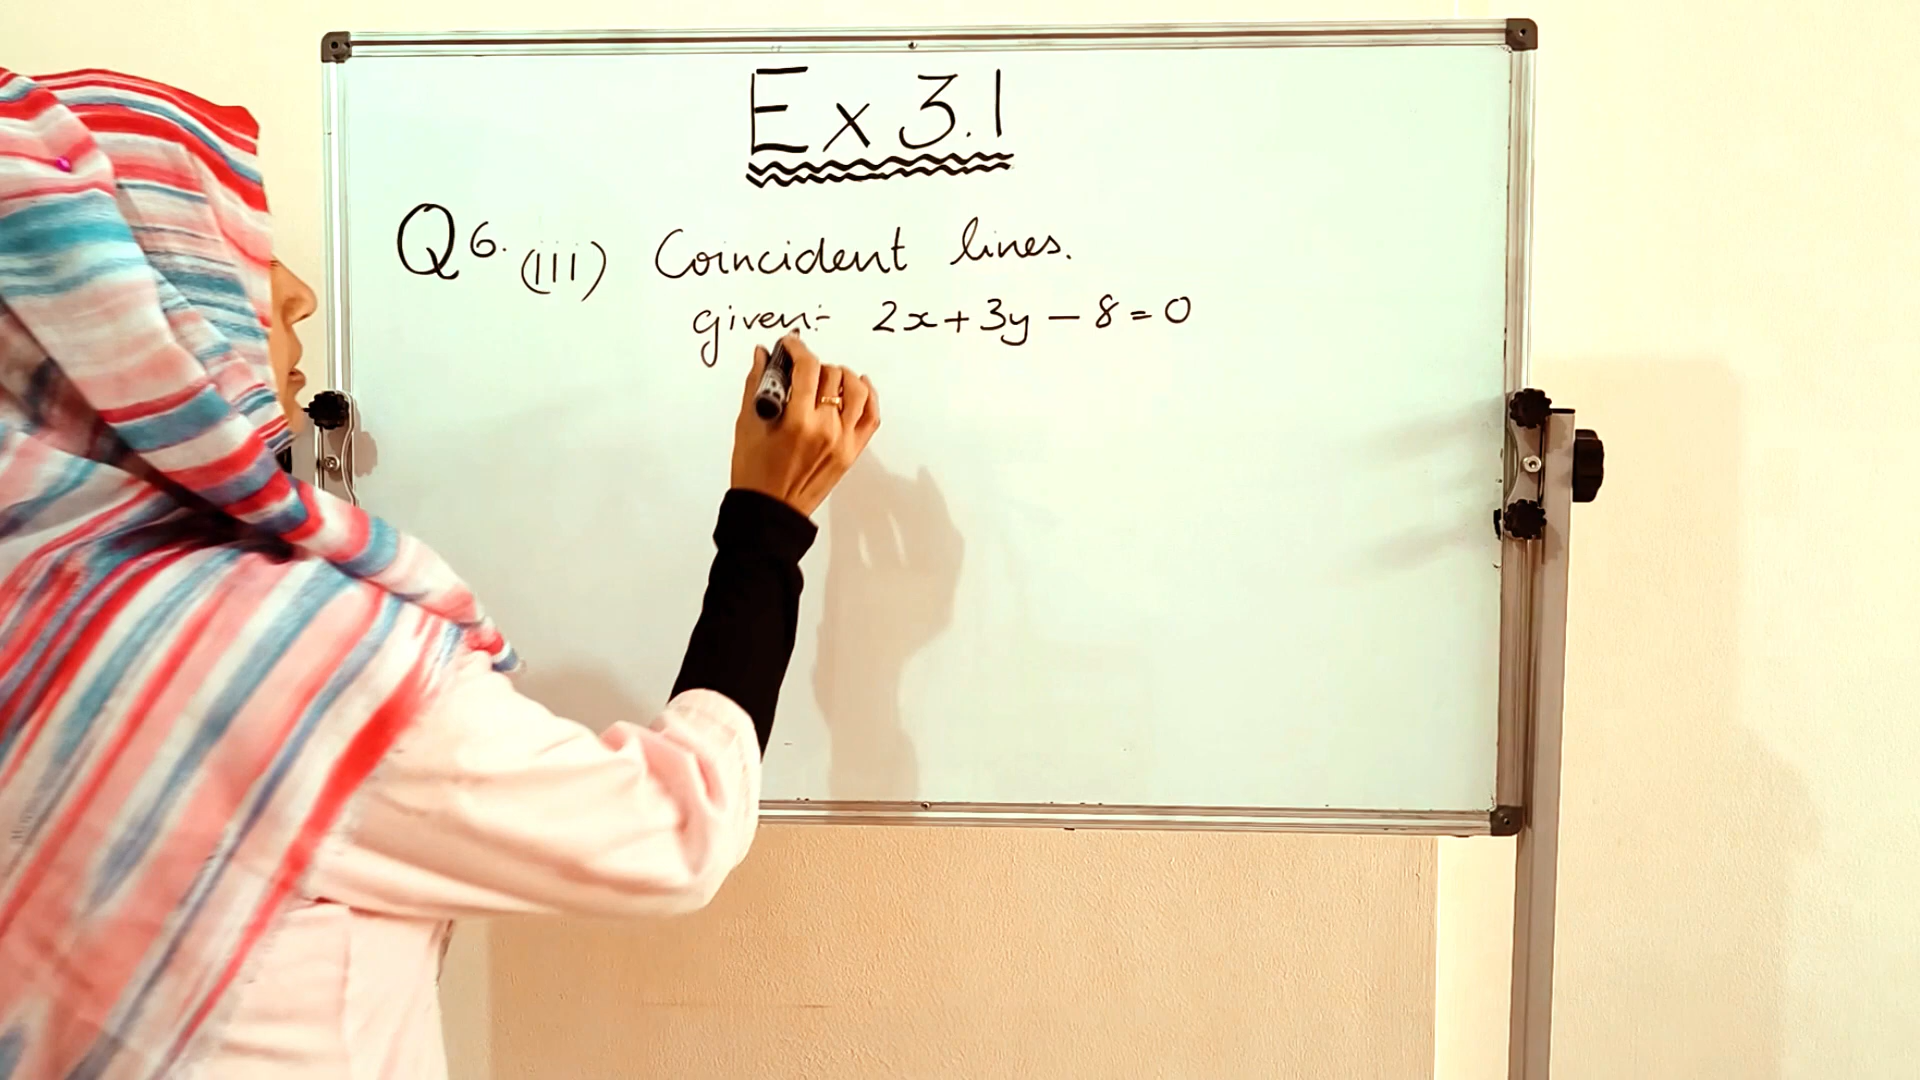 Ex 3.1
Q6. (iii) Coincident lines.
given:- 2x+3y-8=0